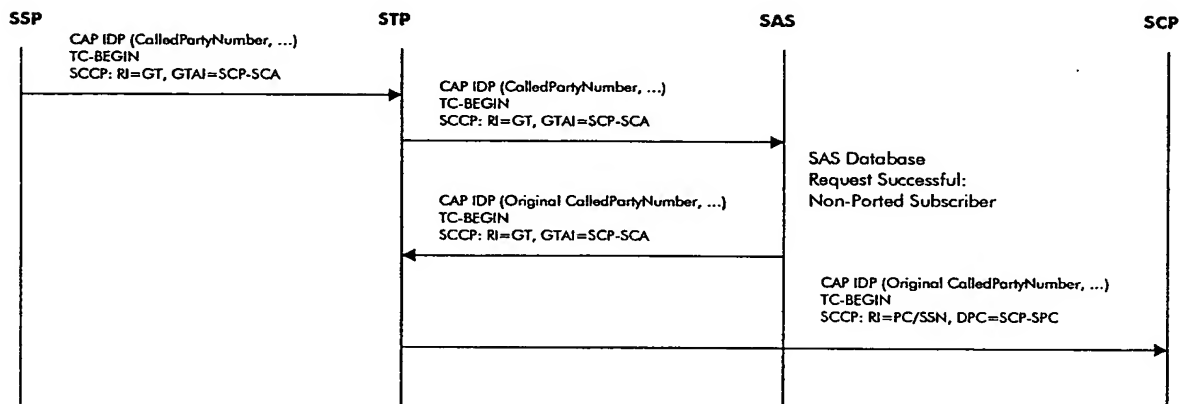 SSP
STP
SAS
SCP
CAP IDP (CalledPartyNumber, ...)
TC-BEGIN
SCCP: RI=GT, GTAI=SCP-SCA
CAP IDP (CalledPartyNumber, ...)
TC-BEGIN
SCCP: RI=GT, GTAI=SCP-SCA
SAS Database
Request Successful:
Non-Ported Subscriber
CAP IDP (Original CalledPartyNumber, ...)
TC-BEGIN
SCCP: RI=GT, GTAI=SCP-SCA
CAP IDP (Original CalledPartyNumber, ...)
TC-BEGIN
SCCP: RI=PC/SSN, DPC=SCP-SPC